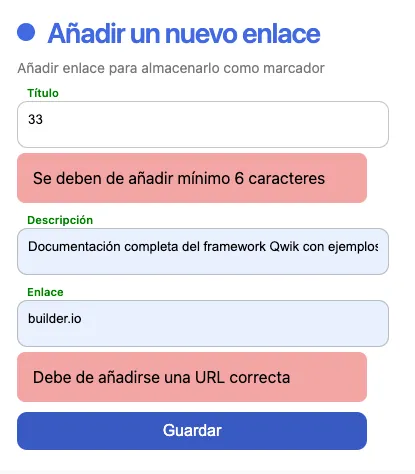 Añadir un nuevo enlace
Añadir enlace para almacenarlo como marcador
Título
33
Se deben de añadir mínimo 6 caracteres
Descripción
Documentación completa del framework Qwik con ejemplos
Enlace
builder.io
Debe de añadirse una URL correcta
Guardar